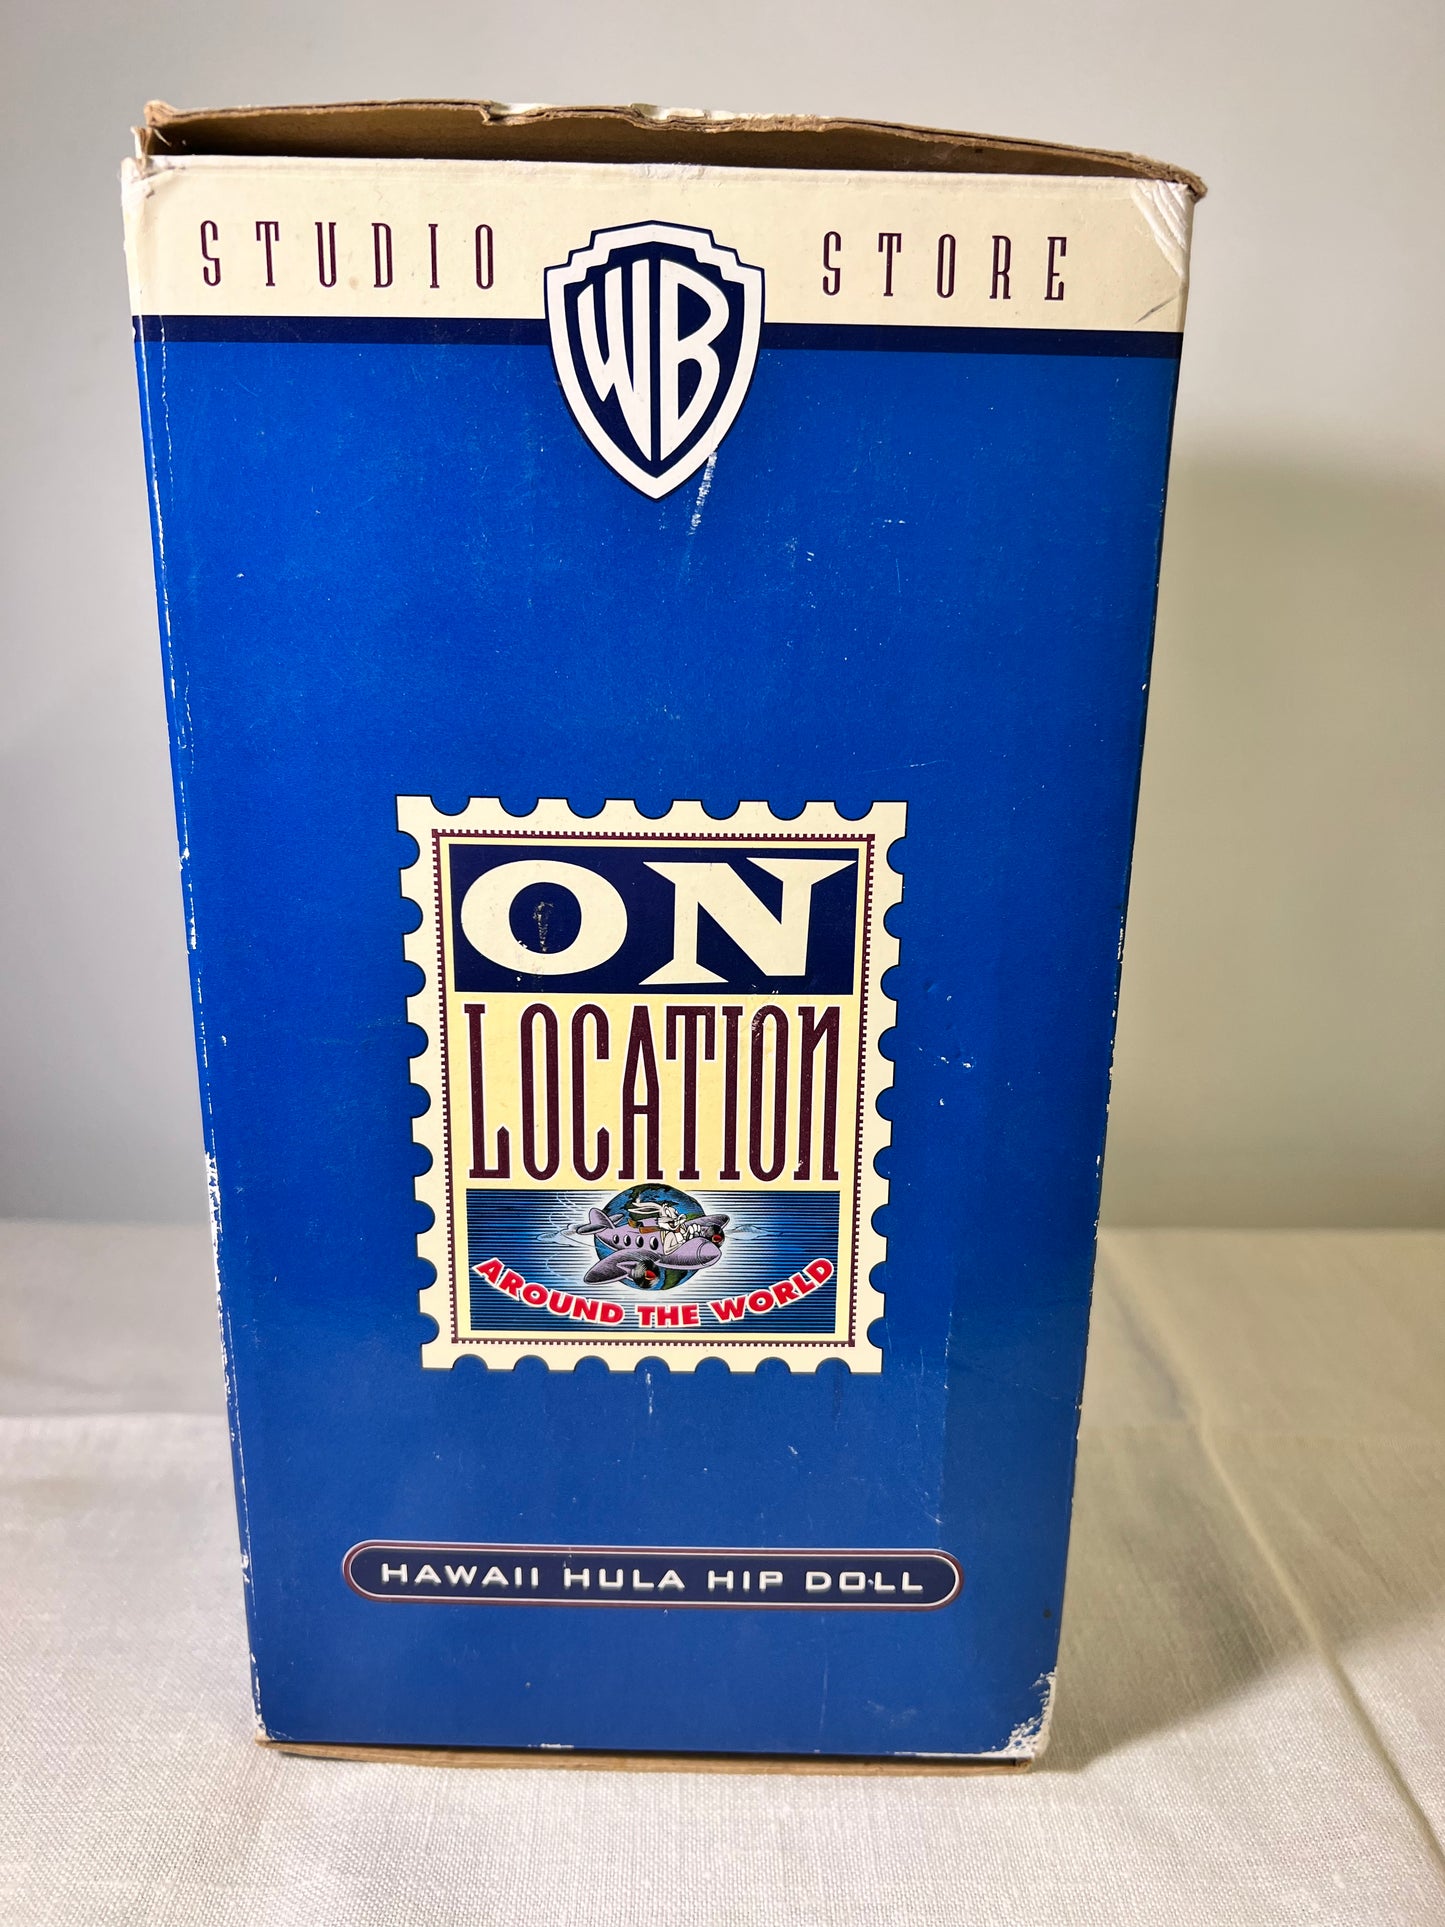 STUDIO WB STORE
ON
LOCATION
AROUND THE WORLD
HAWAII HULA HIP DOLL